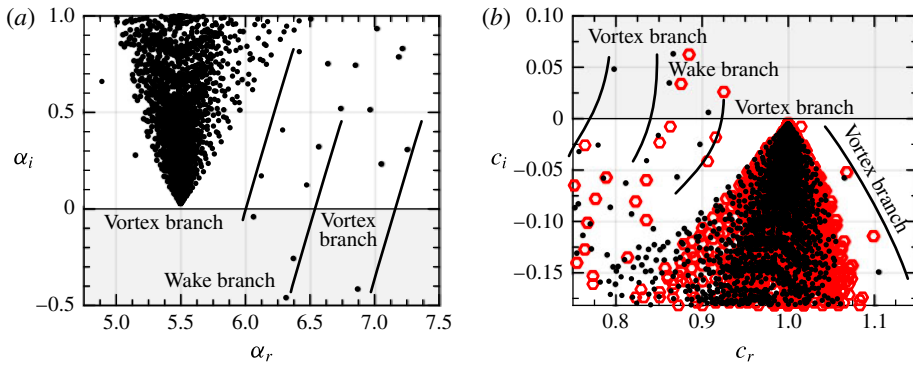 (a)
1.0
0.5
0
−0.5
α_i
Vortex branch
Vortex
branch
Wake branch
5.0 5.5 6.0 6.5 7.0 7.5
α_r
(b)
0.10
0.05
0
−0.05
−0.10
−0.15
c_i
Vortex branch
Wake branch
Vortex branch
Vortex branch
0.8 0.9 1.0 1.1
c_r